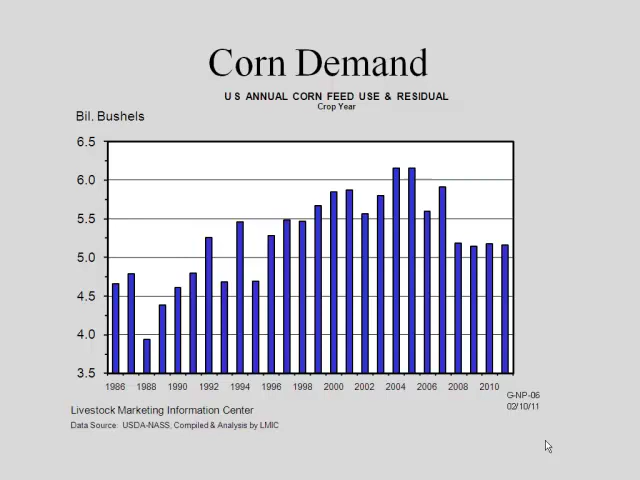 Corn Demand
U S ANNUAL CORN FEED USE & RESIDUAL
Crop Year
Bil. Bushels
6.5
6.0
5.5
5.0
4.5
4.0
3.5
1986 1988 1990 1992 1994 1996 1998 2000 2002 2004 2006 2008 2010
G-NP-06
02/10/11
Livestock Marketing Information Center
Data Source: USDA-NASS, Compiled & Analysis by LMIC